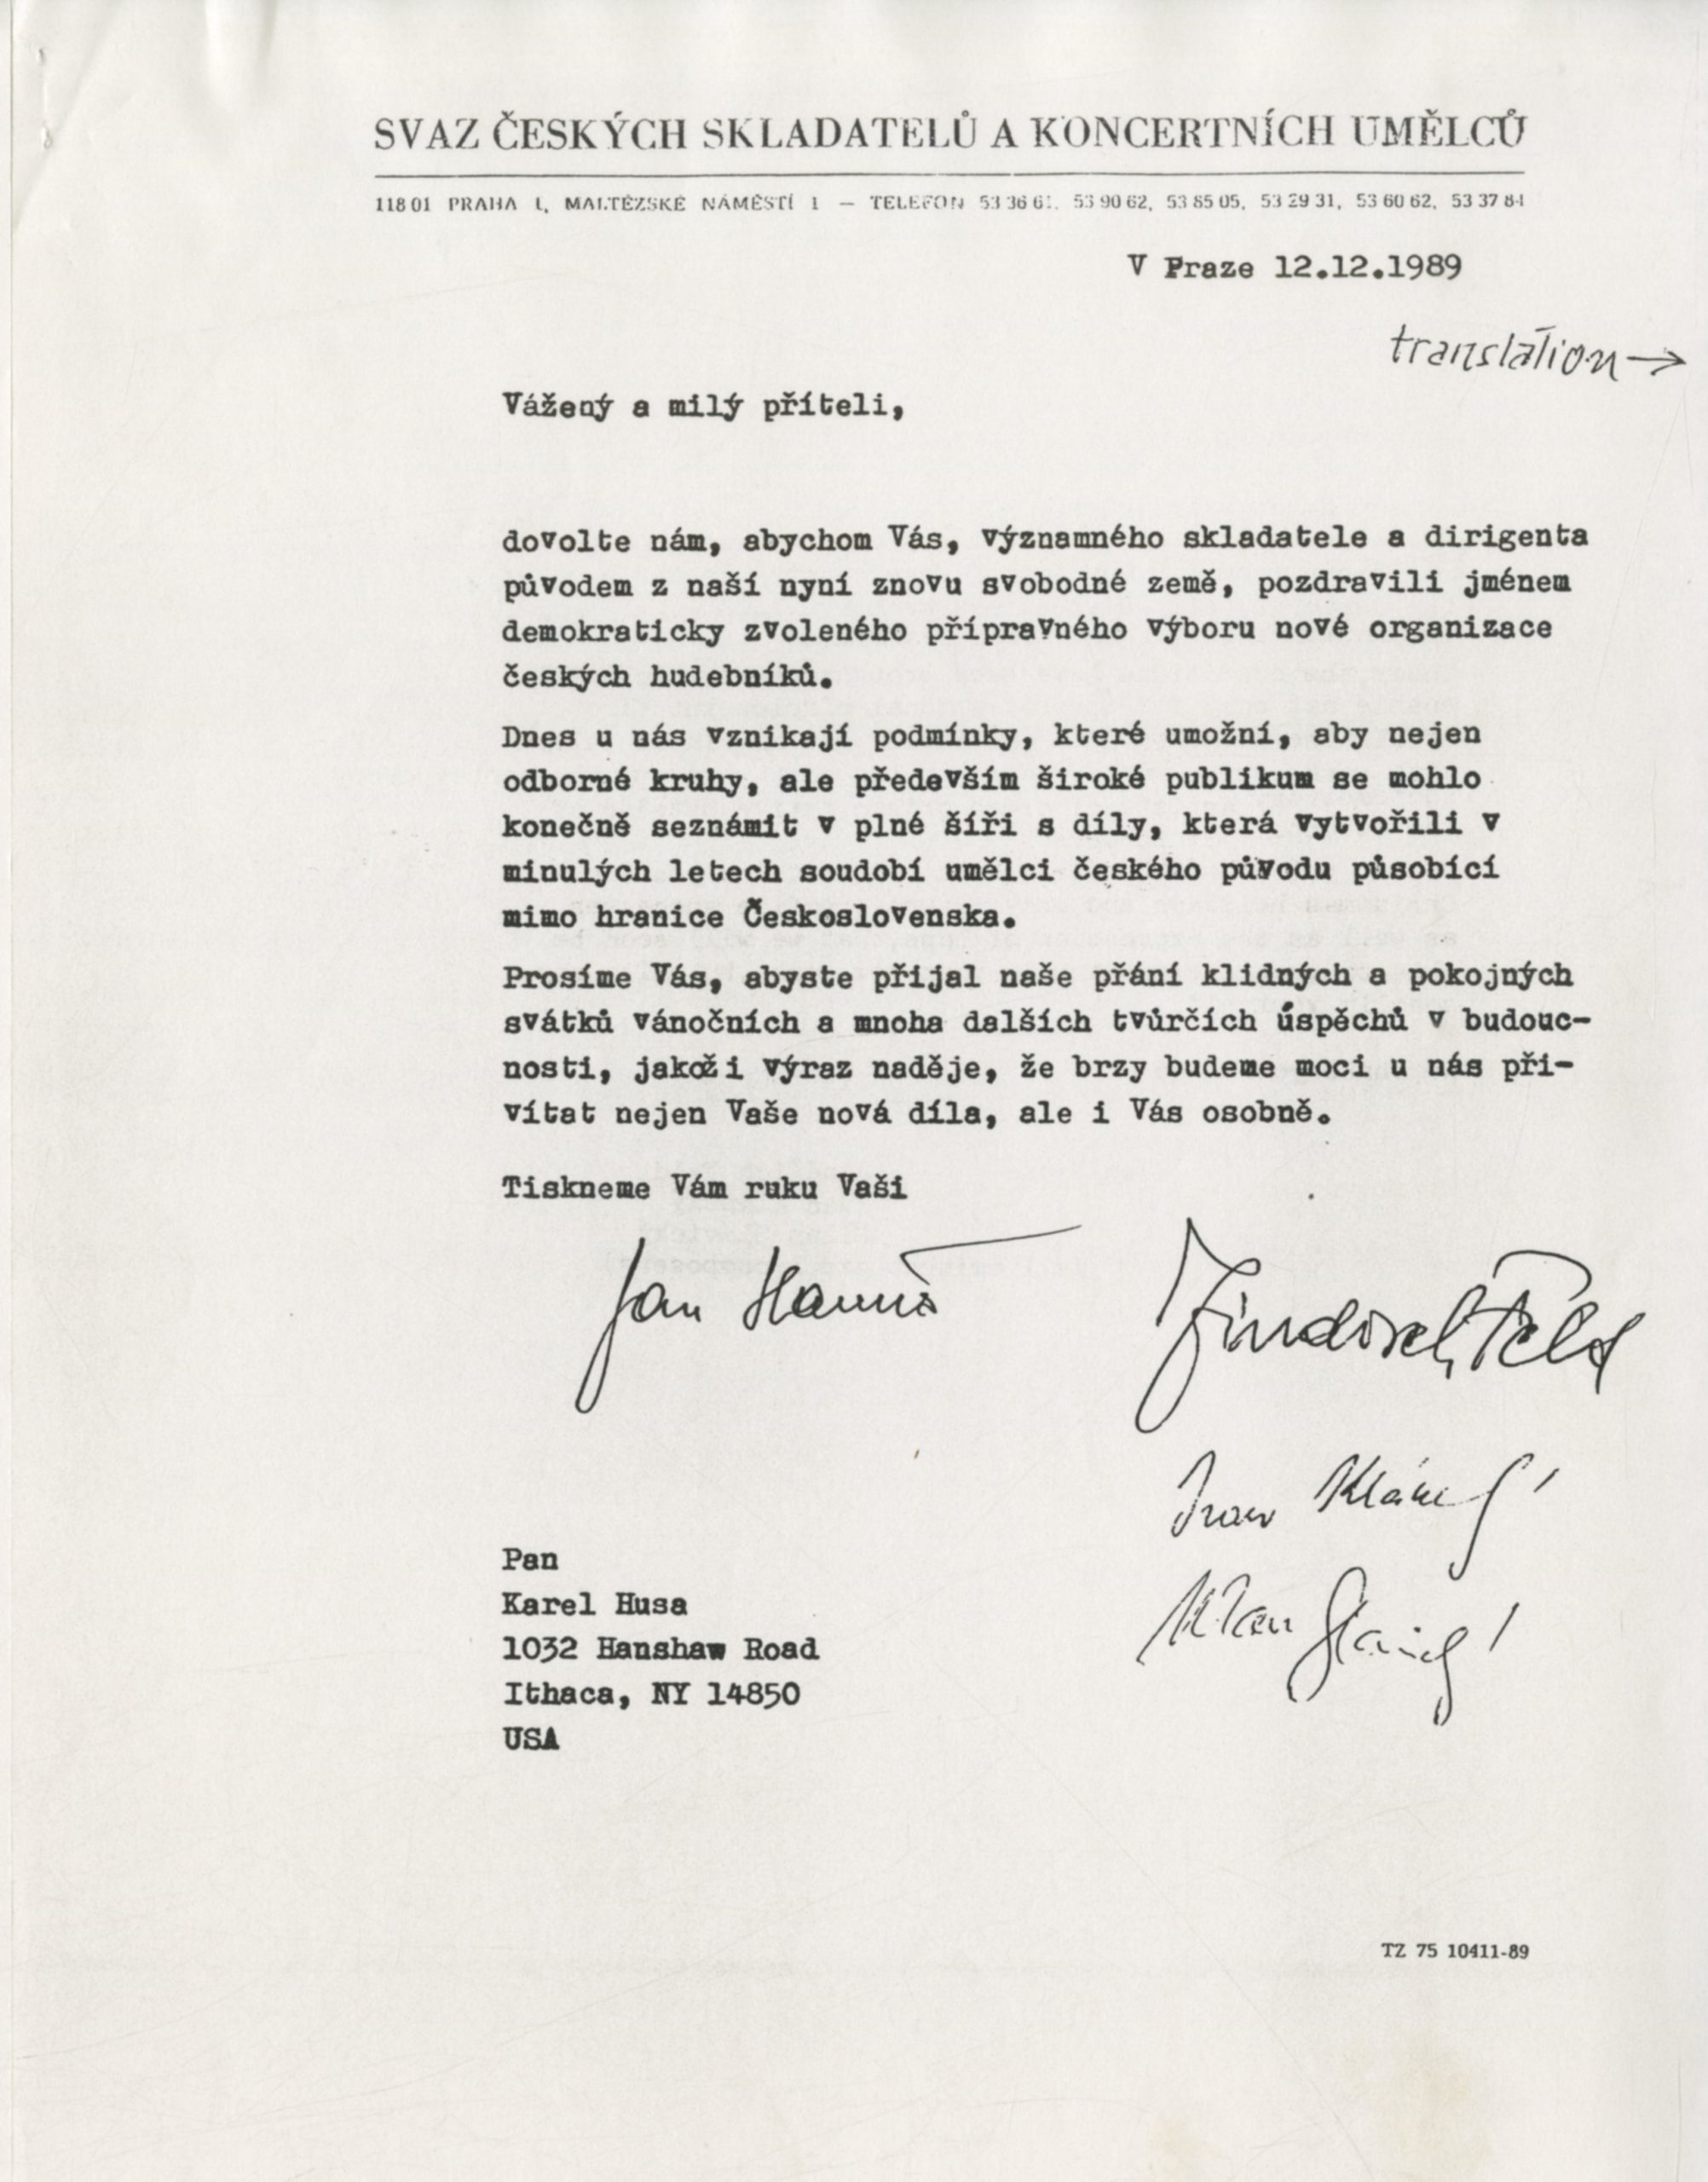 SVAZ ČESKÝCH SKLADATELŮ A KONCERTNÍCH UMĚLCŮ
118 01 PRAHA 1, MALTÉZSKÉ NÁMĚSTÍ 1 — TELEFON 53 36 61, 53 90 62, 53 85 05, 53 29 31, 53 60 62, 53 37 84
V Praze 12.12.1989
translation →
Vážený a milý příteli,
dovolte nám, abychom Vás, významného skladatele a dirigenta
původem z naší nyní znovu svobodné země, pozdravili jménem
demokraticky zvoleného přípravného výboru nové organizace
českých hudebníků.
Dnes u nás vznikají podmínky, které umožní, aby nejen
odborné kruhy, ale především široké publikum se mohlo
konečně seznámit v plné šíři s díly, která vytvořili v
minulých letech soudobí umělci českého původu působící
mimo hranice Československa.
Prosíme Vás, abyste přijal naše přání klidných a pokojných
svátků vánočních a mnoha dalších tvůrčích úspěchů v budouc-
nosti, jakož i výraz naděje, že brzy budeme moci u nás při-
vítat nejen Vaše nová díla, ale i Vás osobně.
Tiskneme Vám ruku Vaši
Jan Hanuš
Jindřich Feld
Ivan Klánský
Milan Slavický
Pan
Karel Husa
1032 Hanshaw Road
Ithaca, NY 14850
USA
TZ 75 10411-89